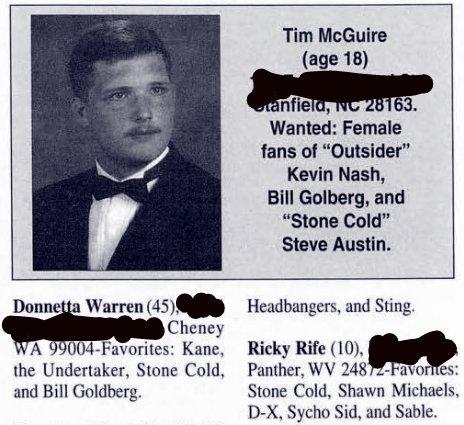 Tim McGuire
(age 18)
Stanfield, NC 28163.
Wanted: Female
fans of “Outsider”
Kevin Nash,
Bill Golberg, and
“Stone Cold”
Steve Austin.
Donnetta Warren (45),
Cheney
WA 99004-Favorites: Kane,
the Undertaker, Stone Cold,
and Bill Goldberg.
Headbangers, and Sting.
Ricky Rife (10),
Panther, WV 24872-Favorites:
Stone Cold, Shawn Michaels,
D-X, Sycho Sid, and Sable.